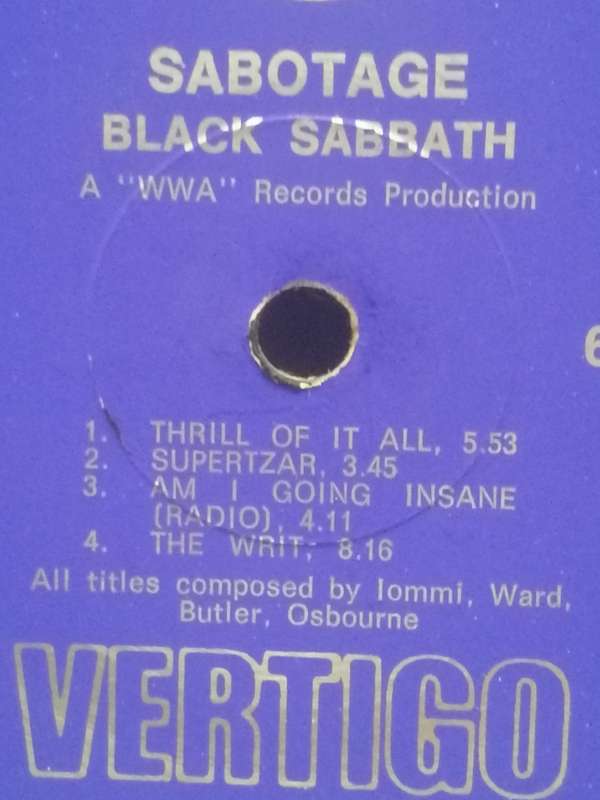 SABOTAGE
BLACK SABBATH
A "WWA" Records Production
6
1. THRILL OF IT ALL, 5.53
2. SUPERTZAR, 3.45
3. AM I GOING INSANE
(RADIO), 4.11
4. THE WRIT, 8.16
All titles composed by Iommi, Ward,
Butler, Osbourne
VERTIGO